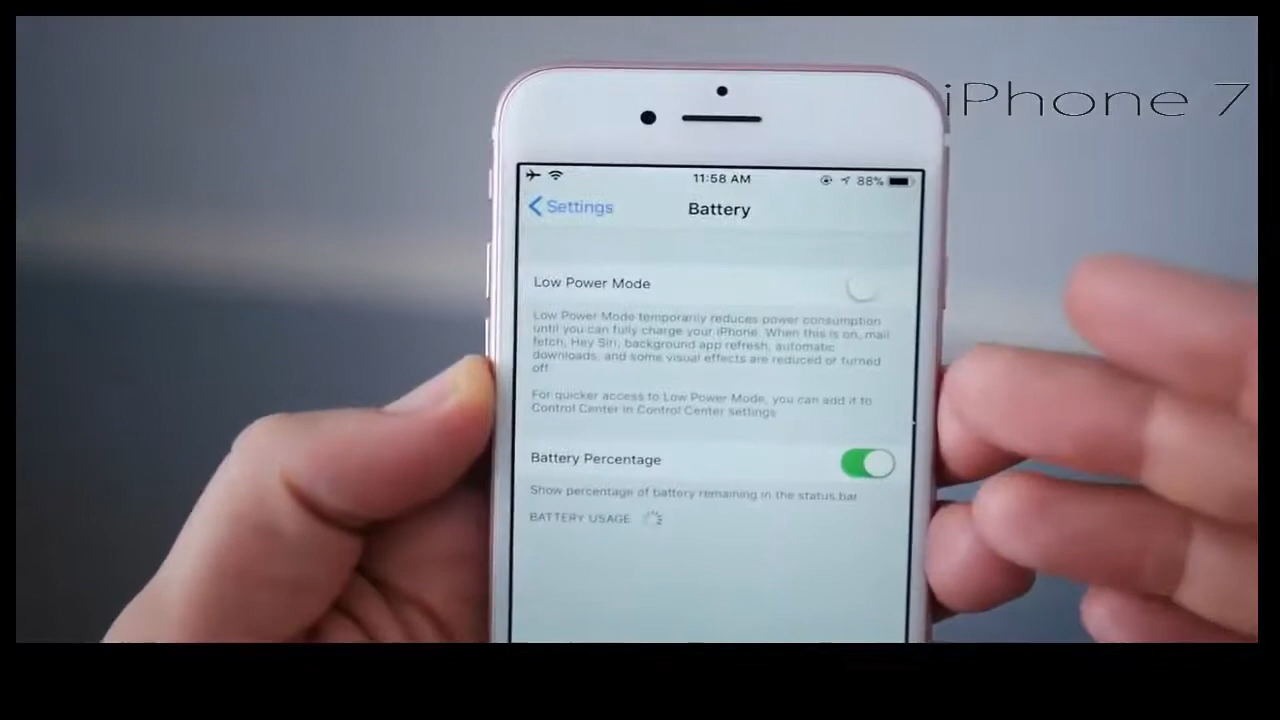 iPhone 7
11:58 AM
88%
Settings
Battery
Low Power Mode
Low Power Mode temporarily reduces power consumption
until you can fully charge your iPhone. When this is on, mail
fetch, Hey Siri, background app refresh, automatic
downloads, and some visual effects are reduced or turned
off.
For quicker access to Low Power Mode, you can add it to
Control Center in Control Center settings
Battery Percentage
Show percentage of battery remaining in the status bar
BATTERY USAGE